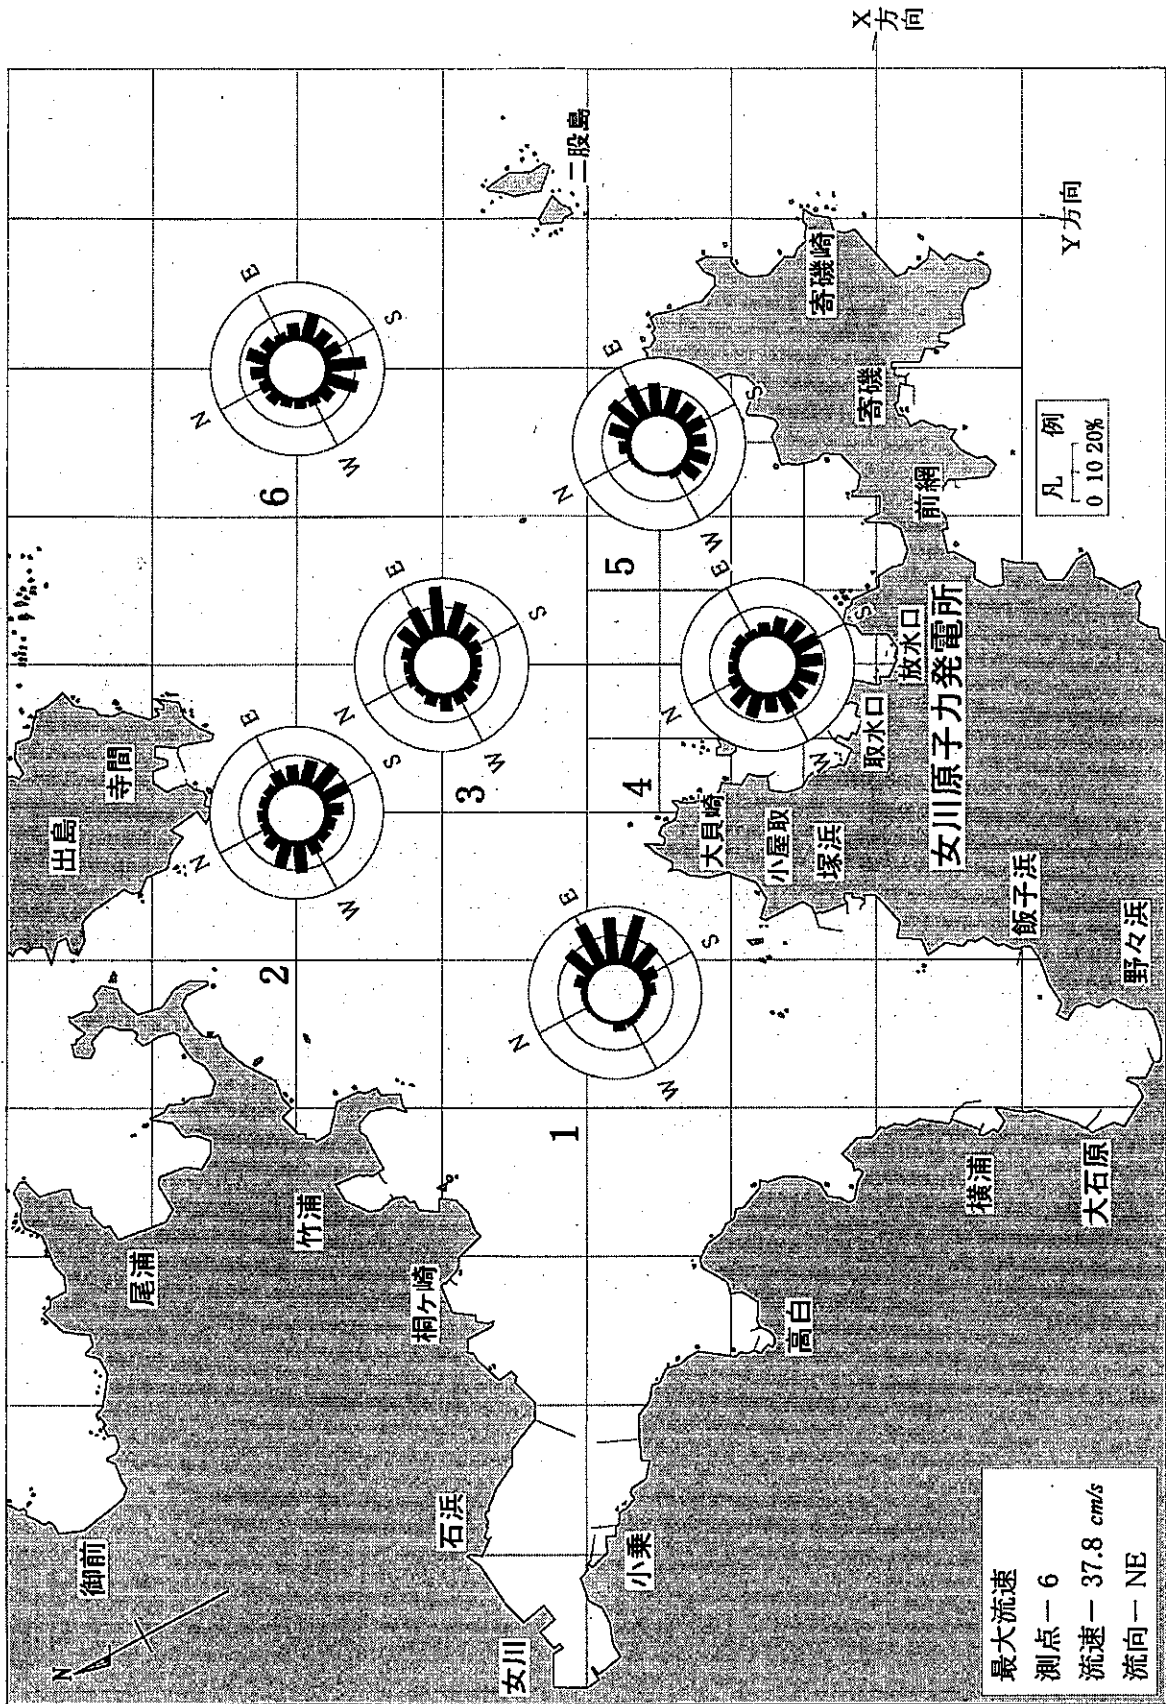 御前
尾浦
竹浦
桐ヶ崎
石浜
女川
小乗
高白
横浦
大石原
野々浜
飯子浜
塚浜
小屋取
大貝崎
出島
寺間
二股島
寄磯崎
寄磯
前網
女川原子力発電所
取水口
放水口
1
N
E
S
W
2
N
E
S
W
3
N
E
S
W
4
N
E
S
W
5
N
E
S
W
6
N
E
S
W
N
X方向
Y方向
凡 例
0 10 20%
最大流速
測点－6
流速－37.8 cm/s
流向－NE